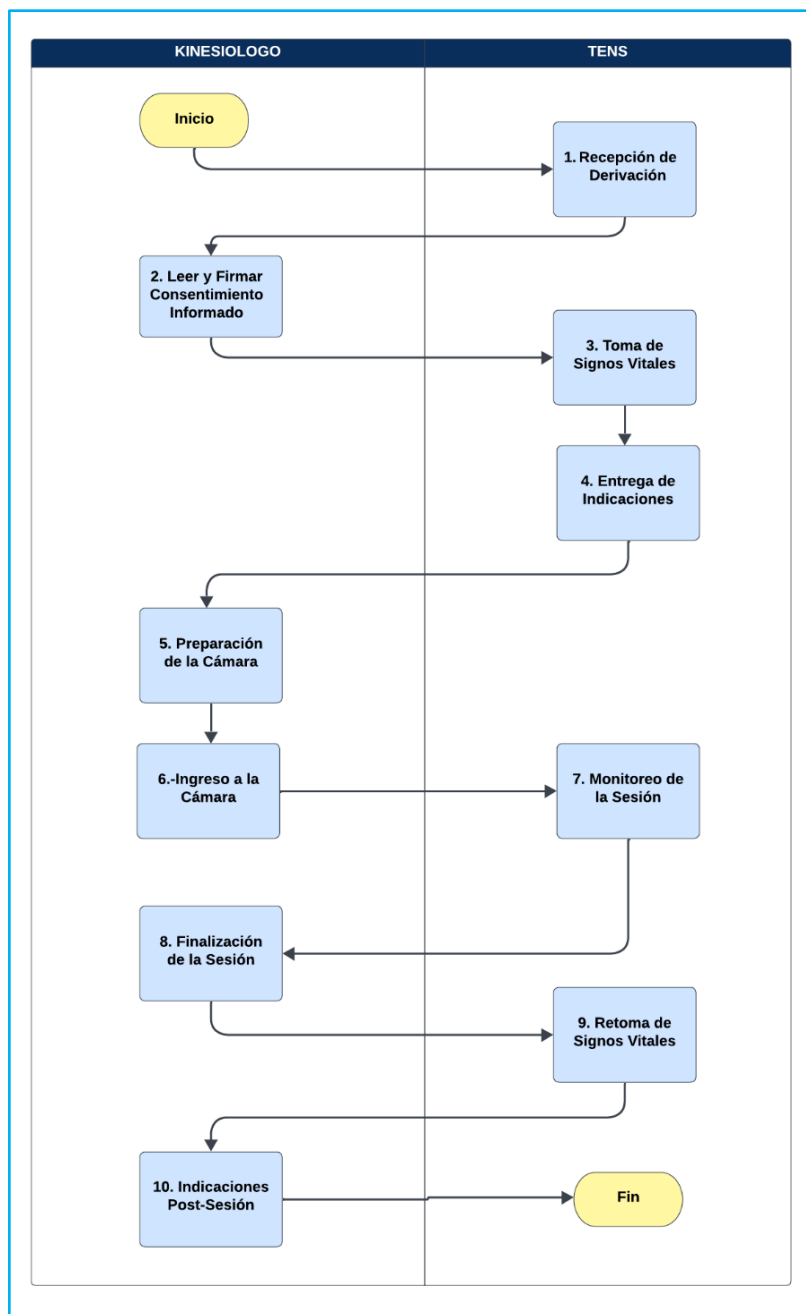 KINESIOLOGO
TENS
Inicio
1. Recepción de
Derivación
2. Leer y Firmar
Consentimiento
Informado
3. Toma de
Signos Vitales
4. Entrega de
Indicaciones
5. Preparación
de la Cámara
6.-Ingreso a la
Cámara
7. Monitoreo de
la Sesión
8. Finalización
de la Sesión
9. Retoma de
Signos Vitales
10. Indicaciones
Post-Sesión
Fin